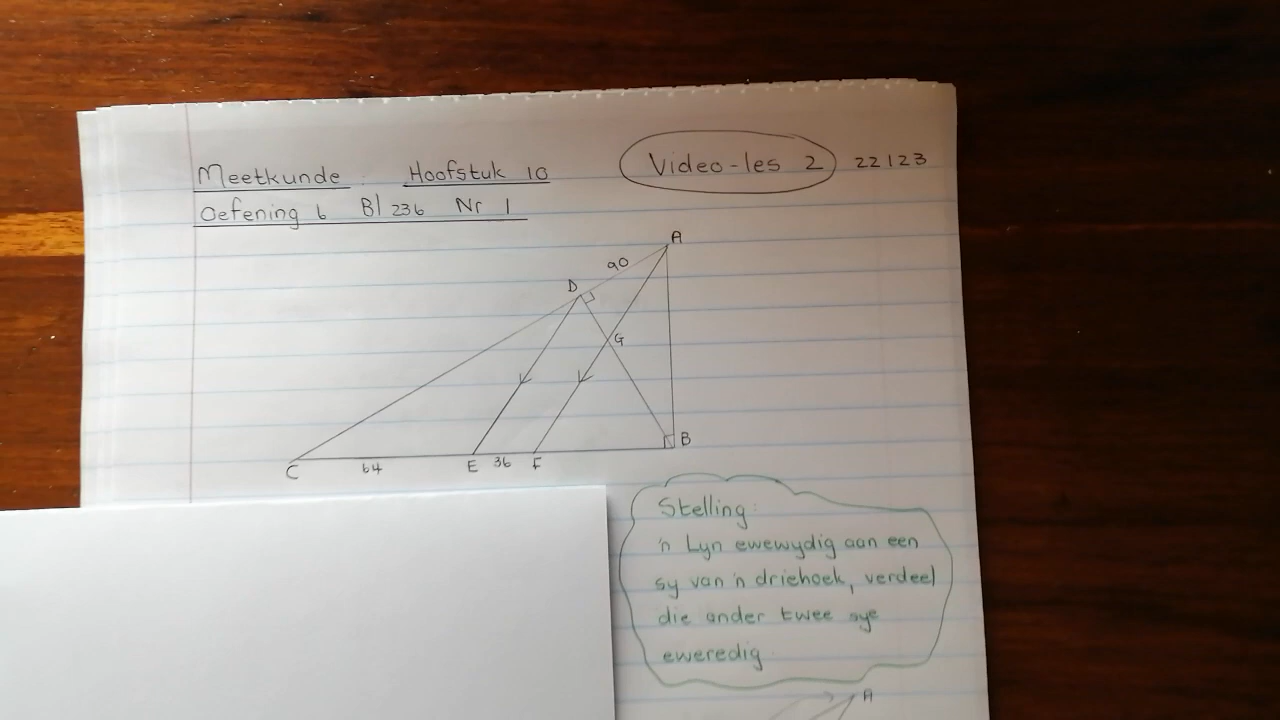 Meetkunde : Hoofstuk 10
Video-les 2
22123
Oefening 6 Bl 236 Nr 1
A
90
D
G
B
C
64
E
36
F
Stelling:
'n Lyn ewewydig aan een
sy van 'n driehoek, verdeel
die ander twee sye
eweredig
A